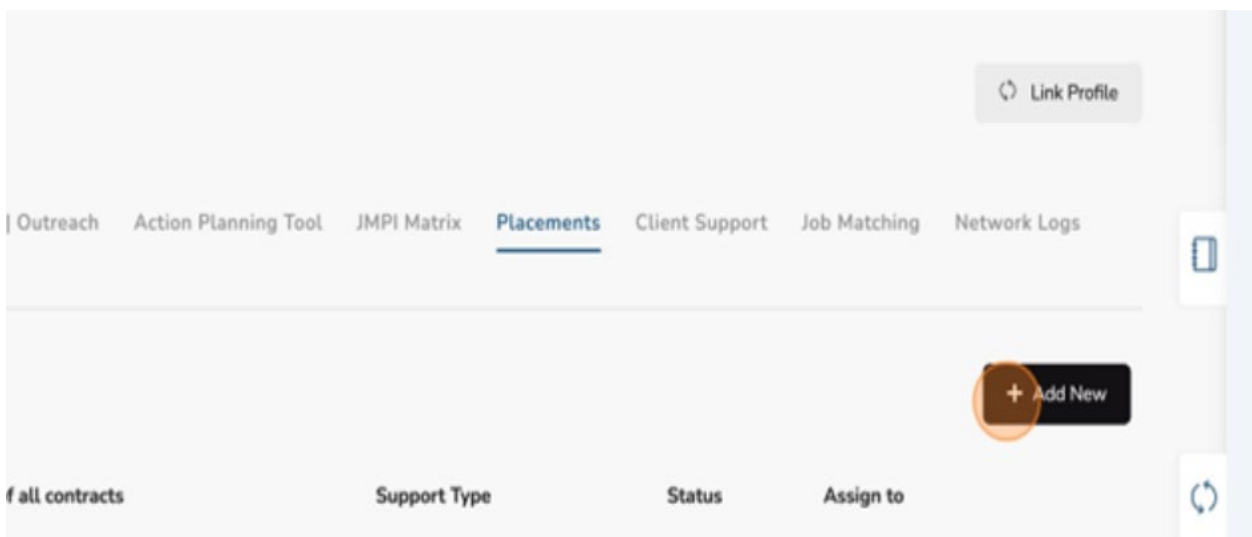 Link Profile
Outreach Action Planning Tool JMPI Matrix Placements Client Support Job Matching Network Logs
+ Add New
f all contracts Support Type Status Assign to